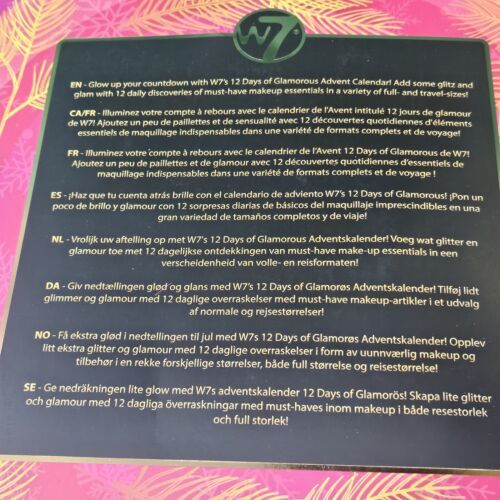 W7
EN - Glow up your countdown with W7's 12 Days of Glamorous Advent Calendar! Add some glitz and
glam with 12 daily discoveries of must-have makeup essentials in a variety of full- and travel-sizes!
CA/FR - Illuminez votre compte à rebours avec le calendrier de l'Avent intitulé 12 jours de glamour
de W7! Ajoutez un peu de paillettes et de sensualité avec 12 découvertes quotidiennes d'éléments
essentiels de maquillage indispensables dans une variété de formats complets et de voyage!
FR - Illuminez votre compte à rebours avec le calendrier de l'Avent 12 Days of Glamorous de W7!
Ajoutez un peu de paillettes et de glamour avec 12 découvertes quotidiennes d'essentiels de
maquillage indispensables dans une variété de formats complets et de voyage !
ES - ¡Haz que tu cuenta atrás brille con el calendario de adviento W7's 12 Days of Glamorous! ¡Pon un
poco de brillo y glamour con 12 sorpresas diarias de básicos del maquillaje imprescindibles en una
gran variedad de tamaños completos y de viaje!
NL - Vrolijk uw aftelling op met W7's 12 Days of Glamorous Adventskalender! Voeg wat glitter en
glamour toe met 12 dagelijkse ontdekkingen van must-have make-up essentials in een
verscheidenheid van volle- en reisformaten!
DA - Giv nedtællingen glød og glans med W7's 12 Days of Glamorøs Adventskalender! Tilføj lidt
glimmer og glamour med 12 daglige overraskelser med must-have makeup-artikler i et udvalg
af normale og rejsestørrelser!
NO - Få ekstra glød i nedtellingen til jul med W7s 12 Days of Glamorøs Adventskalender! Opplev
litt ekstra glitter og glamour med 12 daglige overraskelser i form av uunnværlig makeup og
tilbehør i en rekke forskjellige størrelser, både full størrelse og reisestørrelse!
SE - Ge nedräkningen lite glow med W7s adventskalender 12 Days of Glamorös! Skapa lite glitter
och glamour med 12 dagliga överraskningar med must-haves inom makeup i både resestorlek
och full storlek!